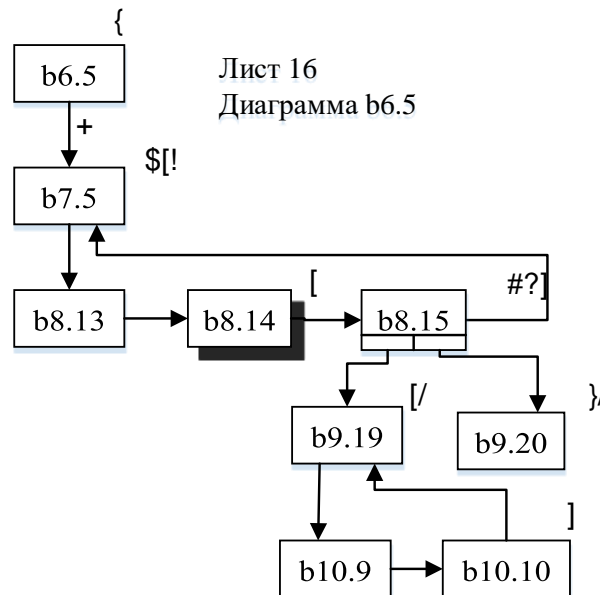 {
b6.5
Лист 16
Диаграмма b6.5
+
$[!
b7.5
[
#?]
b8.13
b8.14
b8.15
[/
}/
b9.19
b9.20
]
b10.9
b10.10